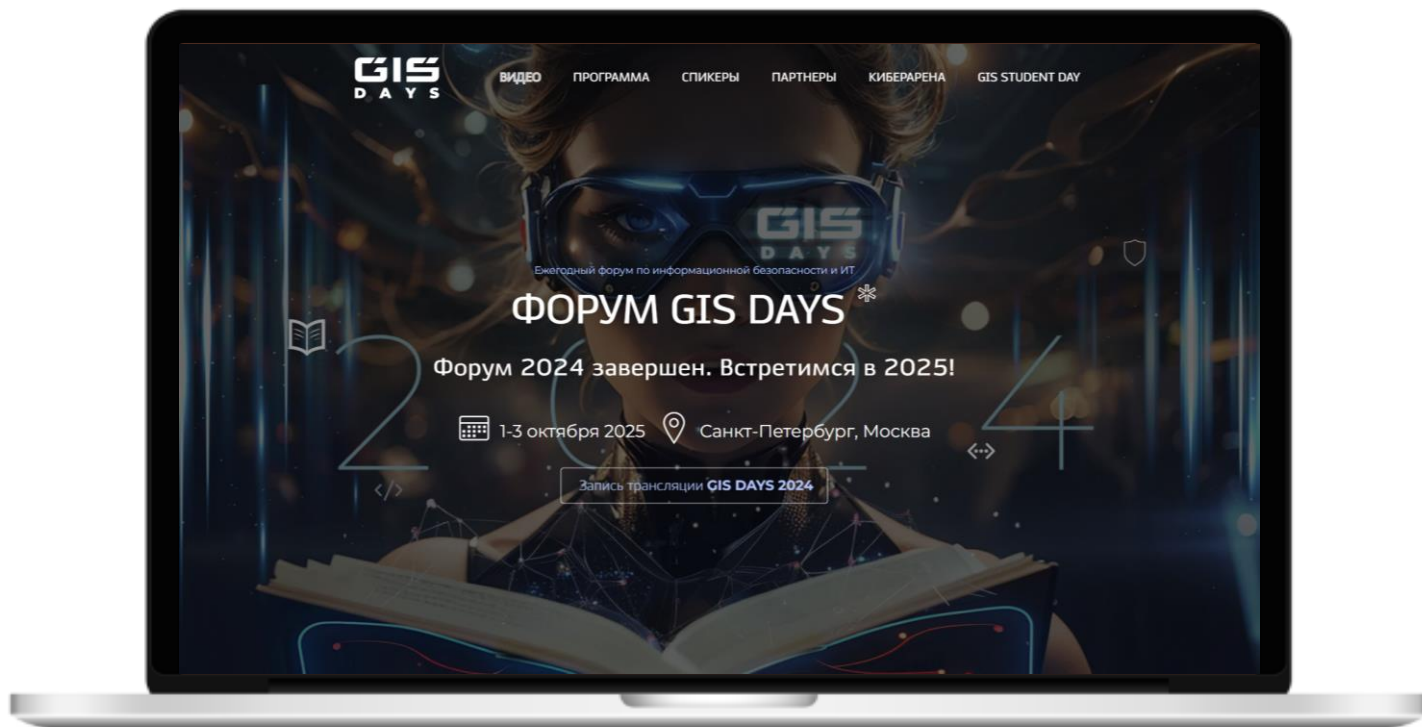 GIS
DAYS
ВИДЕО ПРОГРАММА СПИКЕРЫ ПАРТНЕРЫ КИБЕРАРЕНА GIS STUDENT DAY
GIS
DAYS
Ежегодный форум по информационной безопасности и ИТ
ФОРУМ GIS DAYS
Форум 2024 завершен. Встретимся в 2025!
2024
1-3 октября 2025 Санкт-Петербург, Москва
Запись трансляции GIS DAYS 2024